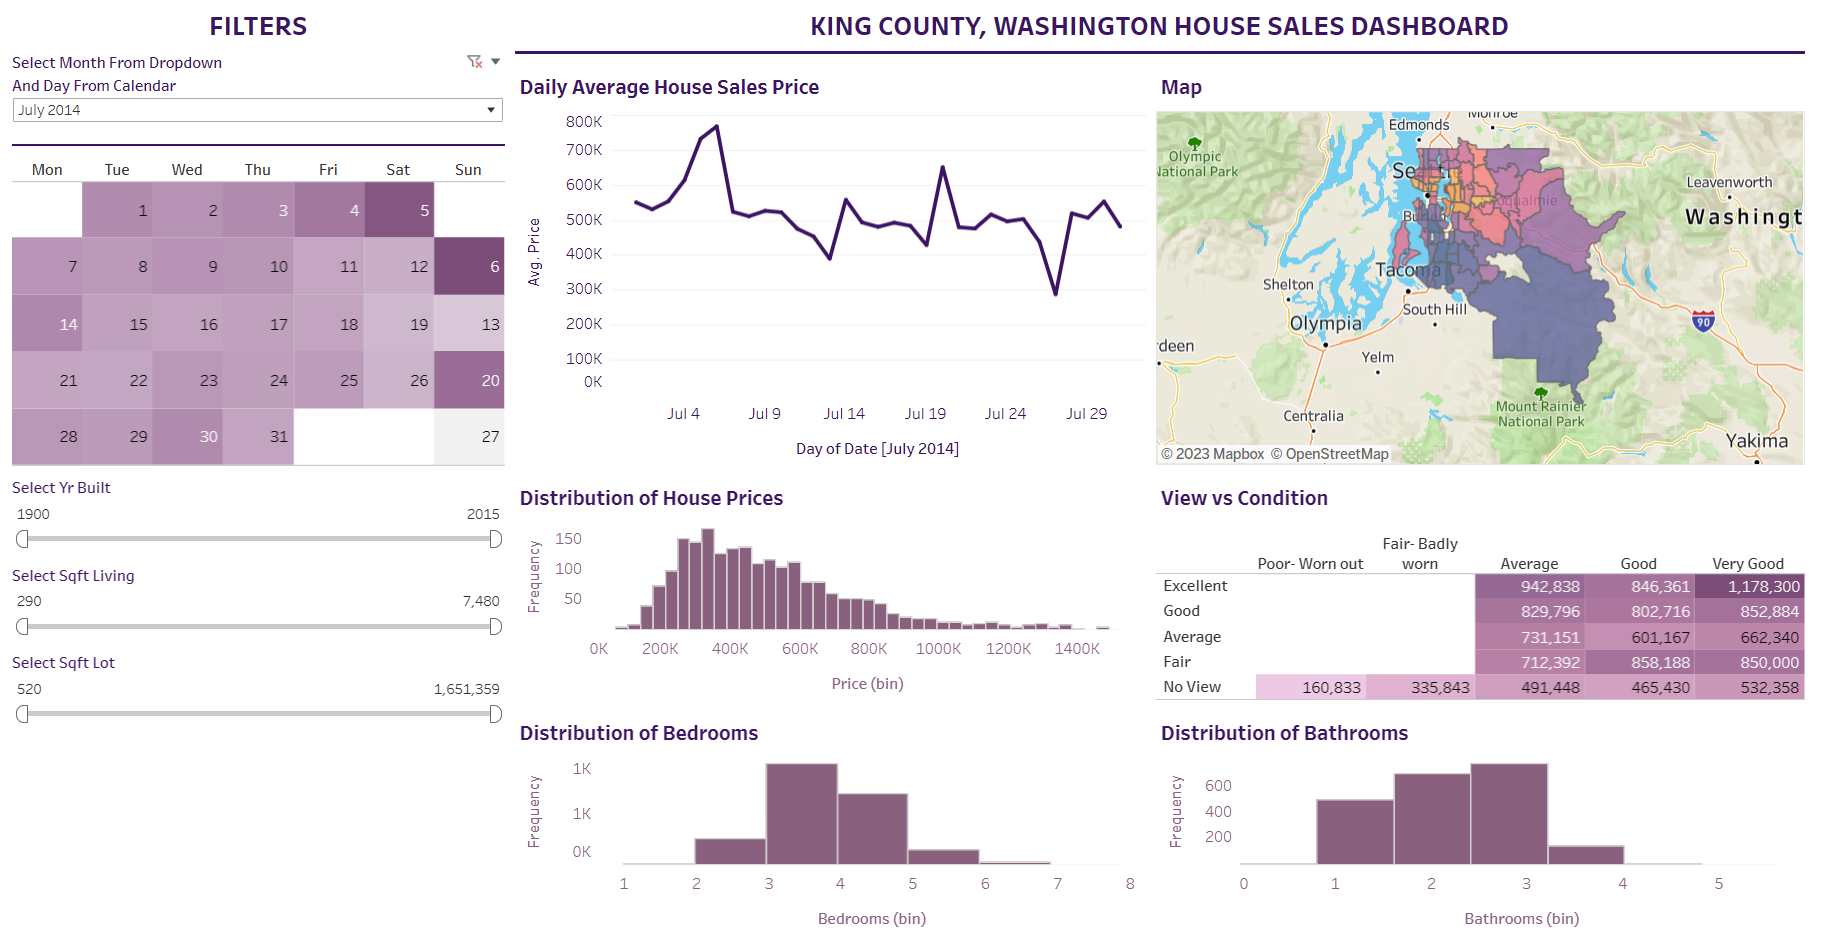 FILTERS
KING COUNTY, WASHINGTON HOUSE SALES DASHBOARD
Select Month From Dropdown
And Day From Calendar
July 2014
Mon Tue Wed Thu Fri Sat Sun
1 2 3 4 5
7 8 9 10 11 12 6
14 15 16 17 18 19 13
21 22 23 24 25 26 20
28 29 30 31 27
Select Yr Built
1900 2015
Select Sqft Living
290 7,480
Select Sqft Lot
520 1,651,359
Daily Average House Sales Price
Avg. Price
800K
700K
600K
500K
400K
300K
200K
100K
0K
Jul 4 Jul 9 Jul 14 Jul 19 Jul 24 Jul 29
Day of Date [July 2014]
Map
Edmonds
Monroe
Olympic
National Park
Leavenworth
Washingt
Tacoma
Shelton
South Hill
Olympia
90
rdeen
Yelm
Mount Rainier
National Park
Centralia
Yakima
© 2023 Mapbox © OpenStreetMap
Distribution of House Prices
Frequency
150
100
50
0K 200K 400K 600K 800K 1000K 1200K 1400K
Price (bin)
View vs Condition
Poor- Worn out Fair- Badly worn Average Good Very Good
Excellent 942,838 846,361 1,178,300
Good 829,796 802,716 852,884
Average 731,151 601,167 662,340
Fair 712,392 858,188 850,000
No View 160,833 335,843 491,448 465,430 532,358
Distribution of Bedrooms
Frequency
1K
1K
0K
1 2 3 4 5 6 7 8
Bedrooms (bin)
Distribution of Bathrooms
Frequency
600
400
200
0 1 2 3 4 5
Bathrooms (bin)